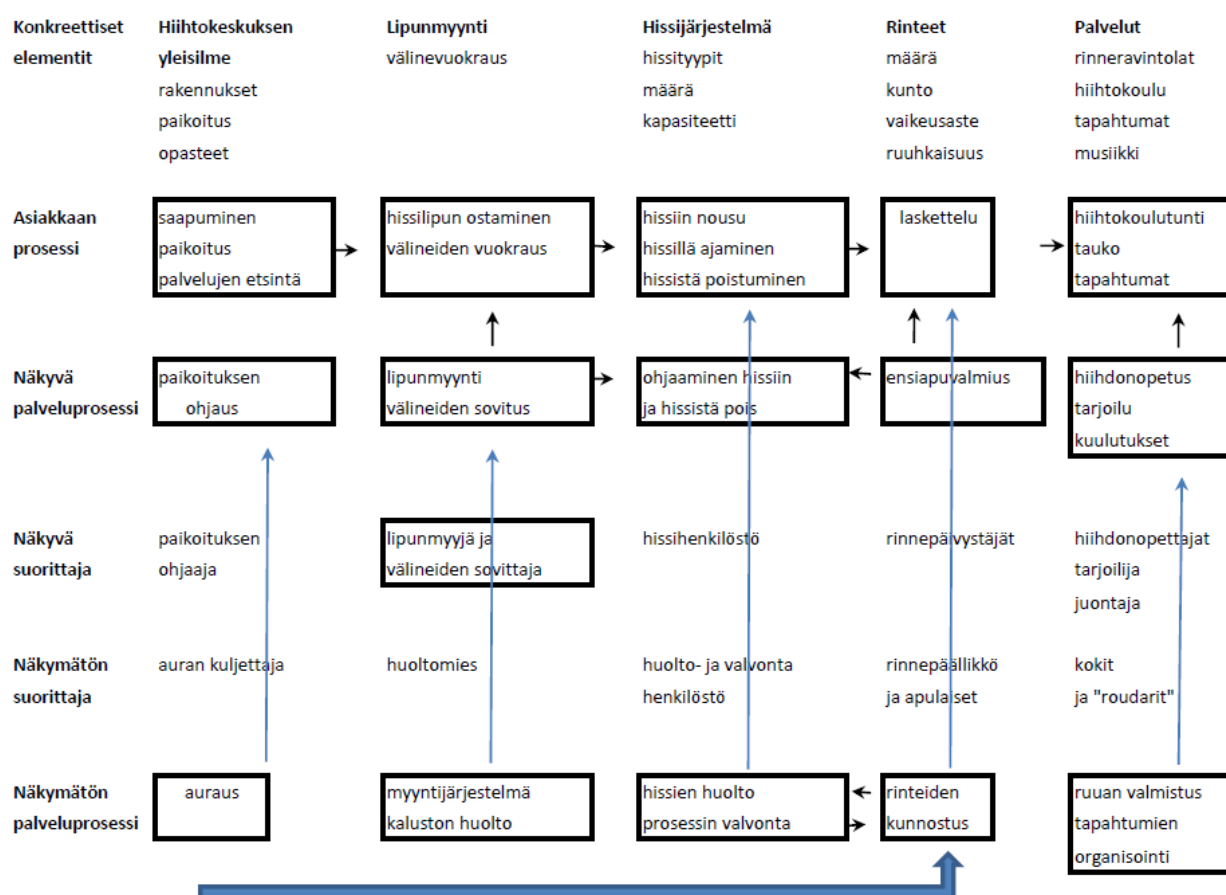 Konkreettiset Hiihtokeskuksen Lipunmyynti Hissijärjestelmä Rinteet Palvelut
elementit yleisilme välinevuokraus hissityypit määrä rinneravintolat
rakennukset määrä kunto hiihtokoulu
paikoitus kapasiteetti vaikeusaste tapahtumat
opasteet ruuhkaisuus musiikki
Asiakkaan saapuminen hissilipun ostaminen hissiin nousu laskettelu hiihtokoulutunti
prosessi paikoitus välineiden vuokraus hissillä ajaminen tauko
palvelujen etsintä hissistä poistuminen tapahtumat
Näkyvä paikoituksen lipunmyynti ohjaaminen hissiin ensiapuvalmius hiihdonopetus
palveluprosessi ohjaus välineiden sovitus ja hissistä pois tarjoilu
kuulutukset
Näkyvä paikoituksen lipunmyyjä ja hissihenkilöstö rinnepäivystäjät hiihdonopettajat
suorittaja ohjaaja välineiden sovittaja tarjoilija
juontaja
Näkymätön auran kuljettaja huoltomies huolto- ja valvonta rinnepäällikkö kokit
suorittaja henkilöstö ja apulaiset ja "roudarit"
Näkymätön auraus myyntijärjestelmä hissien huolto rinteiden ruuan valmistus
palveluprosessi kaluston huolto prosessin valvonta kunnostus tapahtumien
organisointi